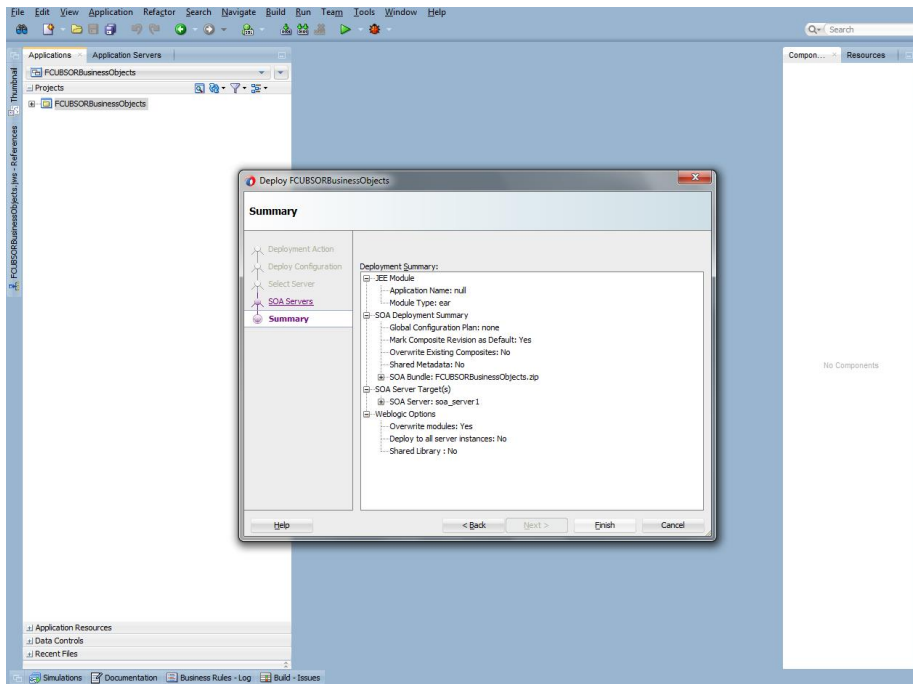 File Edit View Application Refactor Search Navigate Build Run Team Tools Window Help
Search
Applications Application Servers
Compon... Resources
Thumbnail
FCUBSORBusinessObjects.jws - References
FCUBSORBusinessObjects
Projects
FCUBSORBusinessObjects
Deploy FCUBSORBusinessObjects
Summary
Deployment Action
Deploy Configuration
Select Server
SOA Servers
Summary
Deployment Summary:
JEE Module
Application Name: null
Module Type: ear
SOA Deployment Summary
Global Configuration Plan: none
Mark Composite Revision as Default: Yes
Overwrite Existing Composites: No
Shared Metadata: No
SOA Bundle: FCUBSORBusinessObjects.zip
SOA Server Target(s)
SOA Server: soa_server1
Weblogic Options
Overwrite modules: Yes
Deploy to all server instances: No
Shared Library : No
Help
< Back Next > Finish Cancel
No Components
Application Resources
Data Controls
Recent Files
Simulations Documentation Business Rules - Log Build - Issues